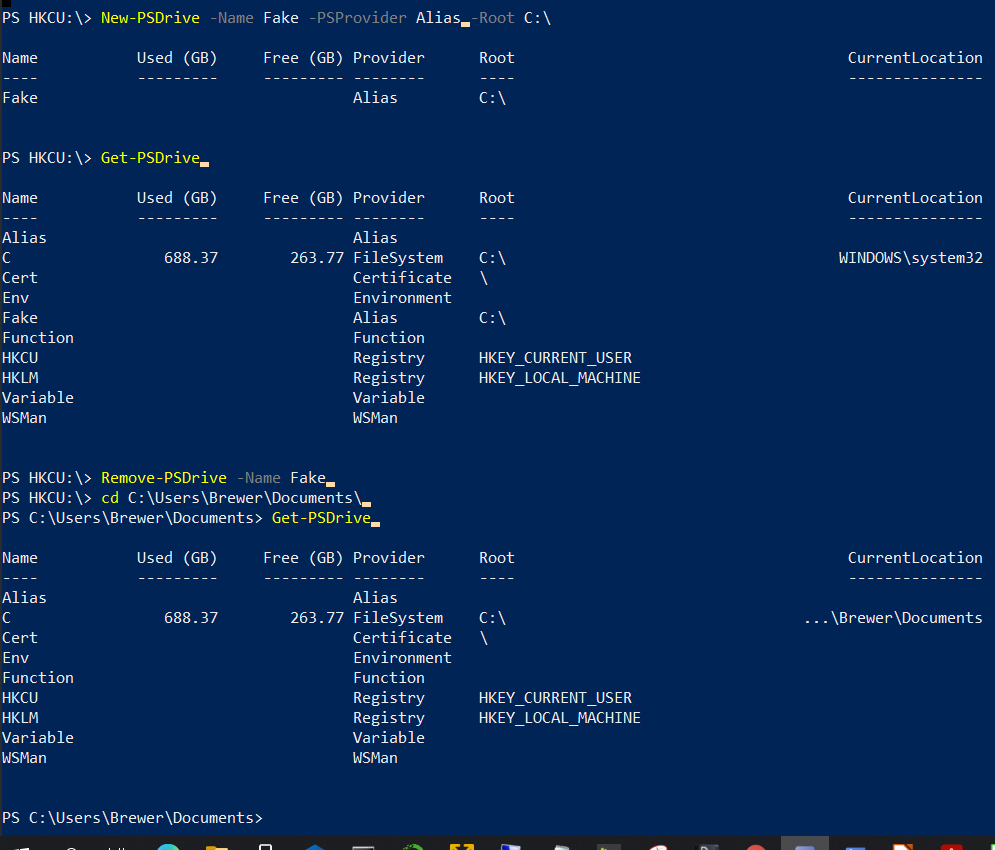 PS HKCU:\> New-PSDrive -Name Fake -PSProvider Alias -Root C:\
Name Used (GB) Free (GB) Provider Root CurrentLocation
---- --------- --------- -------- ---- ---------------
Fake Alias C:\
PS HKCU:\> Get-PSDrive
Name Used (GB) Free (GB) Provider Root CurrentLocation
---- --------- --------- -------- ---- ---------------
Alias Alias
C 688.37 263.77 FileSystem C:\ WINDOWS\system32
Cert Certificate \
Env Environment
Fake Alias C:\
Function Function
HKCU Registry HKEY_CURRENT_USER
HKLM Registry HKEY_LOCAL_MACHINE
Variable Variable
WSMan WSMan
PS HKCU:\> Remove-PSDrive -Name Fake
PS HKCU:\> cd C:\Users\Brewer\Documents\
PS C:\Users\Brewer\Documents> Get-PSDrive
Name Used (GB) Free (GB) Provider Root CurrentLocation
---- --------- --------- -------- ---- ---------------
Alias Alias
C 688.37 263.77 FileSystem C:\ ...\Brewer\Documents
Cert Certificate \
Env Environment
Function Function
HKCU Registry HKEY_CURRENT_USER
HKLM Registry HKEY_LOCAL_MACHINE
Variable Variable
WSMan WSMan
PS C:\Users\Brewer\Documents>